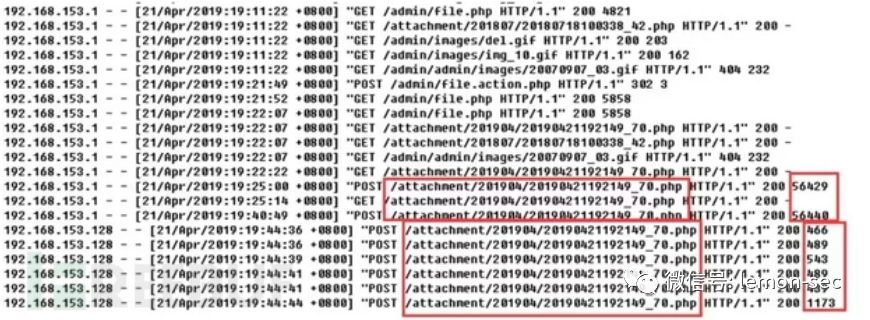 192.168.153.1 - - [21/Apr/2019:19:11:22 +0800] "GET /admin/file.php HTTP/1.1" 200 4821
192.168.153.1 - - [21/Apr/2019:19:11:22 +0800] "GET /attachment/201807/20180718100338_42.php HTTP/1.1" 200 -
192.168.153.1 - - [21/Apr/2019:19:11:22 +0800] "GET /admin/images/del.gif HTTP/1.1" 200 203
192.168.153.1 - - [21/Apr/2019:19:11:22 +0800] "GET /admin/images/img_10.gif HTTP/1.1" 200 162
192.168.153.1 - - [21/Apr/2019:19:11:22 +0800] "GET /admin/admin/images/20070907_03.gif HTTP/1.1" 404 232
192.168.153.1 - - [21/Apr/2019:19:21:49 +0800] "POST /admin/file.action.php HTTP/1.1" 302 3
192.168.153.1 - - [21/Apr/2019:19:21:52 +0800] "GET /admin/file.php HTTP/1.1" 200 5858
192.168.153.1 - - [21/Apr/2019:19:22:07 +0800] "GET /admin/file.php HTTP/1.1" 200 5858
192.168.153.1 - - [21/Apr/2019:19:22:07 +0800] "GET /attachment/201904/20190421192149_70.php HTTP/1.1" 200 -
192.168.153.1 - - [21/Apr/2019:19:22:07 +0800] "GET /attachment/201807/20180718100338_42.php HTTP/1.1" 200 -
192.168.153.1 - - [21/Apr/2019:19:22:07 +0800] "GET /admin/admin/images/20070907_03.gif HTTP/1.1" 404 232
192.168.153.1 - - [21/Apr/2019:19:22:22 +0800] "GET /attachment/201904/20190421192149_70.php HTTP/1.1" 200 -
192.168.153.1 - - [21/Apr/2019:19:25:00 +0800] "POST /attachment/201904/20190421192149_70.php HTTP/1.1" 200 56429
192.168.153.1 - - [21/Apr/2019:19:25:14 +0800] "GET /attachment/201904/20190421192149_70.php HTTP/1.1" 200 -
192.168.153.1 - - [21/Apr/2019:19:40:49 +0800] "POST /attachment/201904/20190421192149_70.php HTTP/1.1" 200 56440
192.168.153.128 - - [21/Apr/2019:19:44:36 +0800] "POST /attachment/201904/20190421192149_70.php HTTP/1.1" 200 466
192.168.153.128 - - [21/Apr/2019:19:44:36 +0800] "POST /attachment/201904/20190421192149_70.php HTTP/1.1" 200 489
192.168.153.128 - - [21/Apr/2019:19:44:39 +0800] "POST /attachment/201904/20190421192149_70.php HTTP/1.1" 200 543
192.168.153.128 - - [21/Apr/2019:19:44:41 +0800] "POST /attachment/201904/20190421192149_70.php
192.168.153.128 - - [21/Apr/2019:19:44:41 +0800] "POST /attachment/201904/20190421192149_70.php HTTP/1.1" 200
192.168.153.128 - - [21/Apr/2019:19:44:44 +0800] "POST /attachment/201904/20190421192149_70.php HTTP/1.1" 200 1173
微信号: lemon-sec